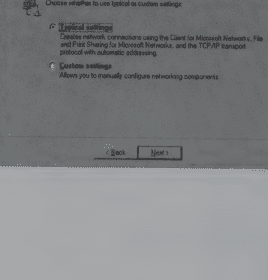 Choose whether to use typical or custom settings:
Typical settings
Creates network connections using the Client for Microsoft Networks, File
and Print Sharing for Microsoft Networks, and the TCP/IP transport
protocol with automatic addressing.
Custom settings
Allows you to manually configure networking components.
< Back
Next >